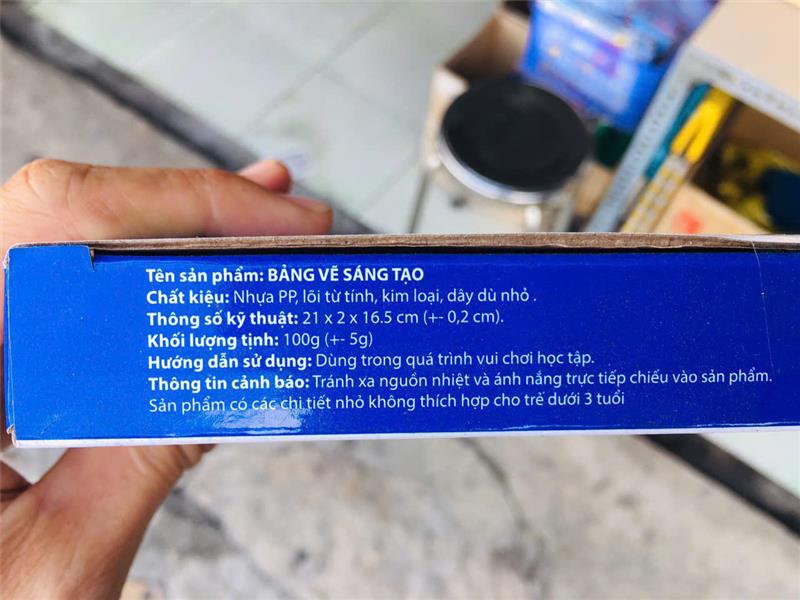 Tên sản phẩm: BẢNG VẼ SÁNG TẠO
Chất kiệu: Nhựa PP, lõi từ tính, kim loại, dây dù nhỏ .
Thông số kỹ thuật: 21 x 2 x 16.5 cm (+- 0,2 cm).
Khối lượng tịnh: 100g (+- 5g)
Hướng dẫn sử dụng: Dùng trong quá trình vui chơi học tập.
Thông tin cảnh báo: Tránh xa nguồn nhiệt và ánh nắng trực tiếp chiếu vào sản phẩm.
Sản phẩm có các chi tiết nhỏ không thích hợp cho trẻ dưới 3 tuổi